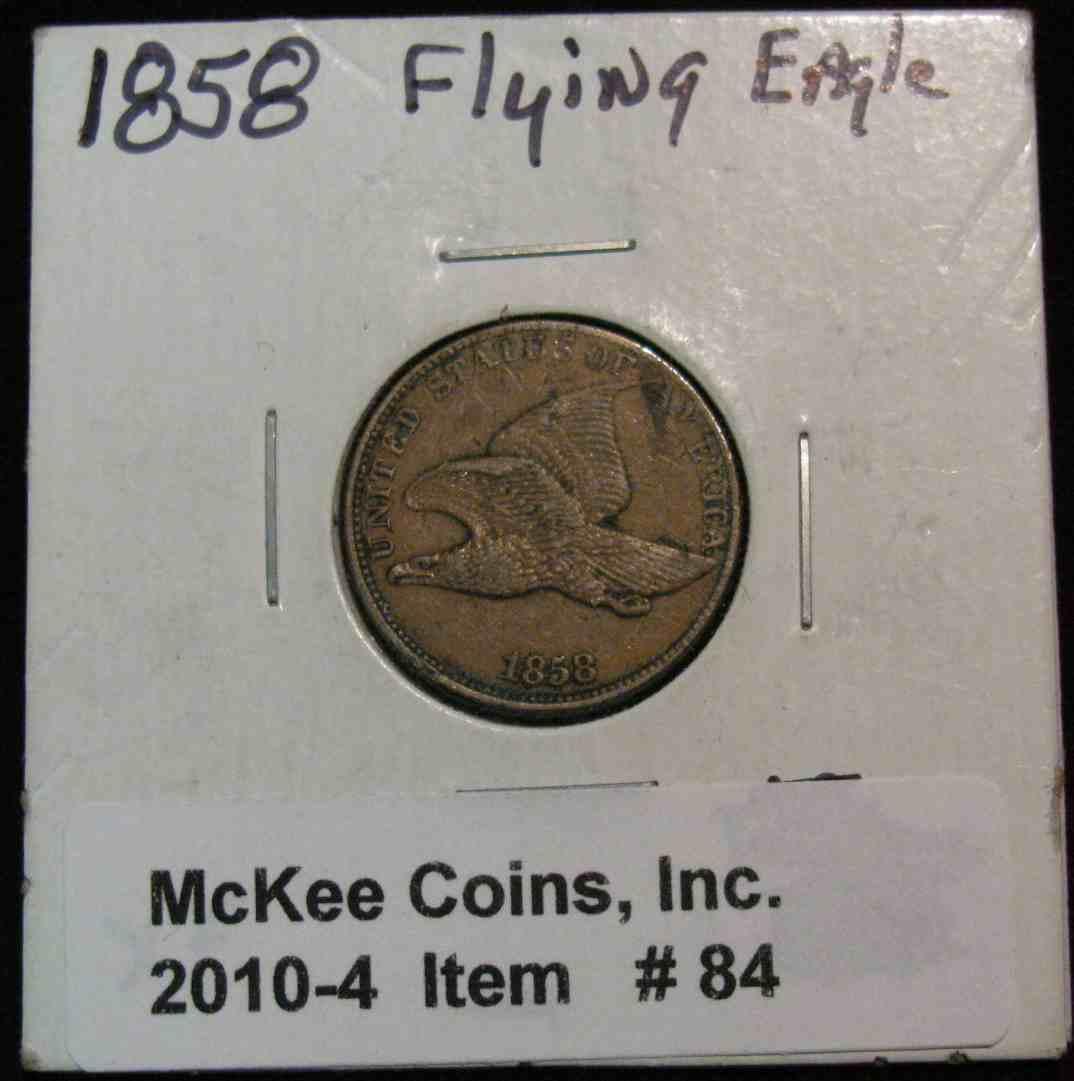 1858 Flying Eagle
UNITED STATES OF AMERICA
1858
McKee Coins, Inc.
2010-4 Item # 84